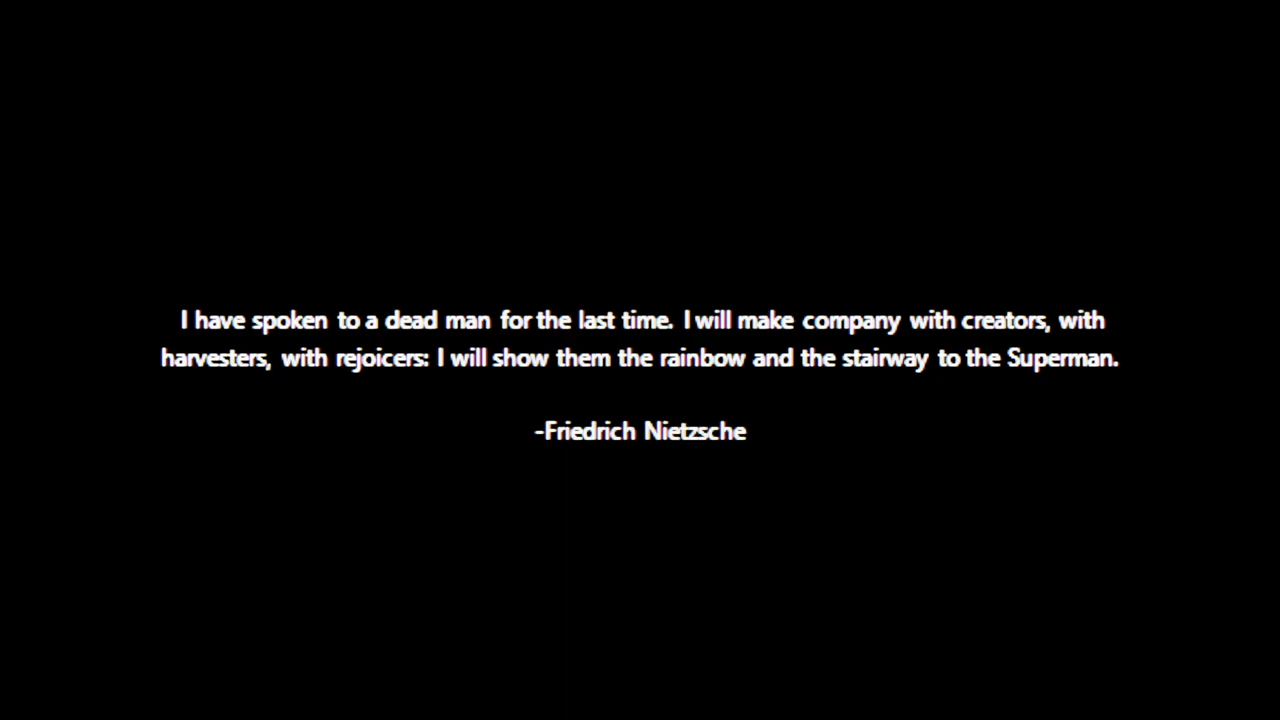 I have spoken to a dead man for the last time. I will make company with creators, with
harvesters, with rejoicers: I will show them the rainbow and the stairway to the Superman.
-Friedrich Nietzsche